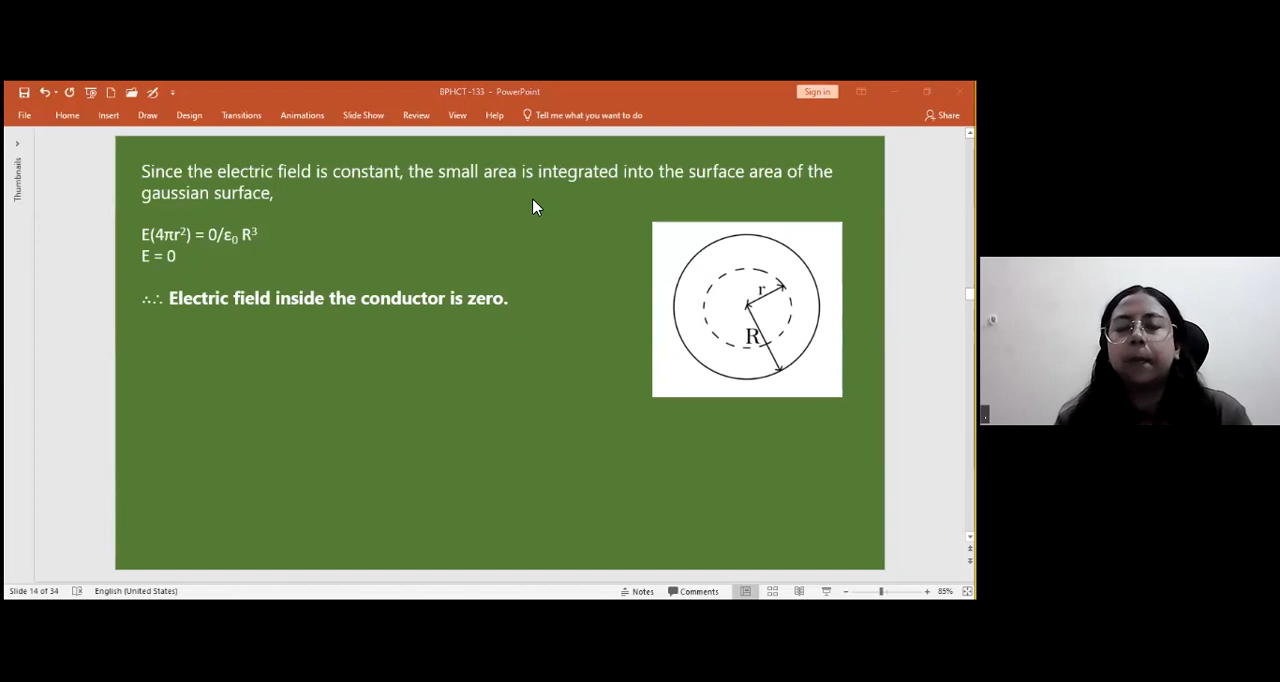 BPHCT-133 - PowerPoint
Sign in
File Home Insert Draw Design Transitions Animations Slide Show Review View Help Tell me what you want to do Share
Thumbnails
Since the electric field is constant, the small area is integrated into the surface area of the
gaussian surface,
E(4πr²) = 0/ε₀ R³
E = 0
∴∴ Electric field inside the conductor is zero.
r
R
Slide 14 of 34 English (United States) Notes Comments 85%